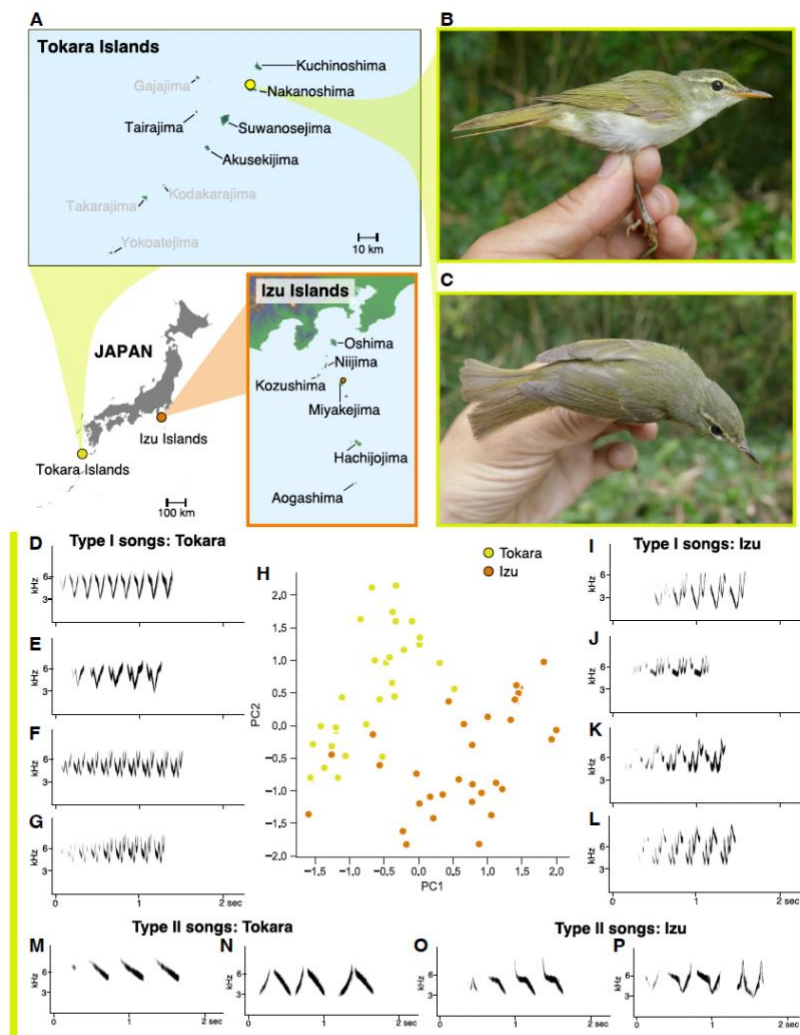 A
Tokara Islands
Kuchinoshima
Gajajima
Nakanoshima
Tairajima
Suwanosejima
Akusekijima
Kodakarajima
Takarajima
Yokoatejima
10 km
B
C
JAPAN
Izu Islands
Tokara Islands
100 km
Izu Islands
Oshima
Niijima
Kozushima
Miyakejima
Hachijojima
Aogashima
D
Type I songs: Tokara
kHz
6
3
E
kHz
6
3
F
kHz
6
3
G
kHz
6
3
0
1
2 sec
H
Tokara
Izu
PC2
2.0
1.5
1.0
0.5
0.0
−0.5
−1.0
−1.5
−2.0
−1.5
−1.0
−0.5
0.0
0.5
1.0
1.5
2.0
PC1
I
Type I songs: Izu
kHz
6
3
J
kHz
6
3
K
kHz
6
3
L
kHz
6
3
0
1
2 sec
Type II songs: Tokara
M
kHz
6
3
0
1
2 sec
N
kHz
6
3
0
1
2 sec
Type II songs: Izu
O
kHz
6
3
0
1
2 sec
P
kHz
6
3
0
1
2 sec